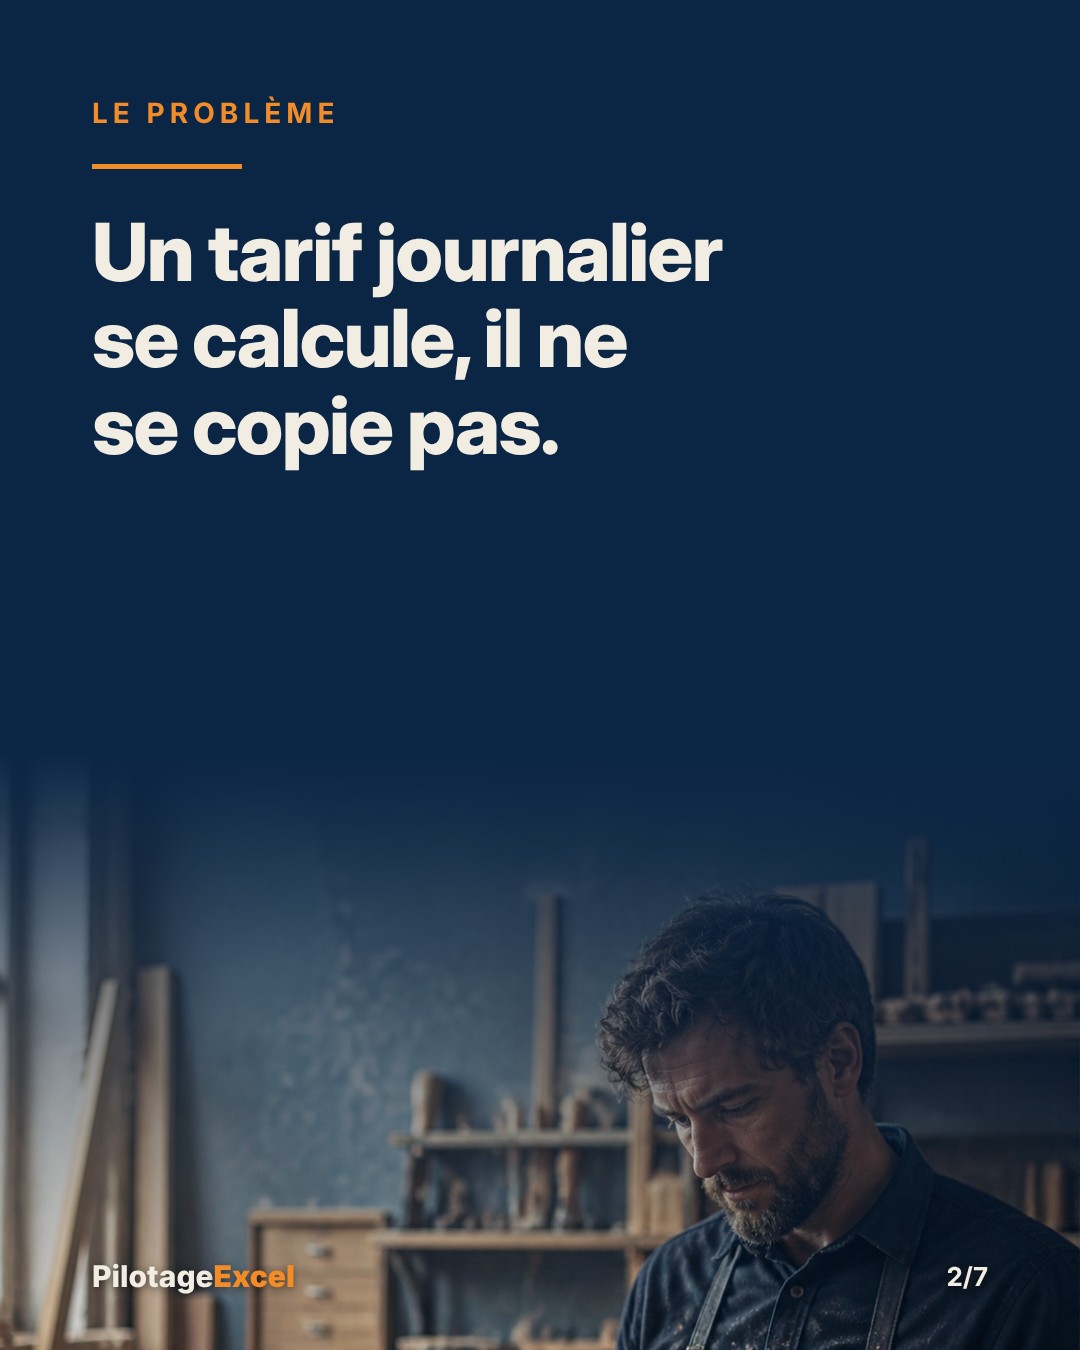 LE PROBLÈME
Un tarif journalier
se calcule, il ne
se copie pas.
PilotageExcel
2/7